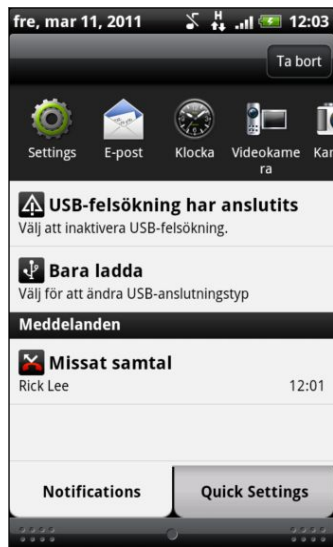 fre, mar 11, 2011 H 12:03
Ta bort
Settings E-post Klocka Videokame Kar
ra
USB-felsökning har anslutits
Välj att inaktivera USB-felsökning.
Bara ladda
Välj för att ändra USB-anslutningstyp
Meddelanden
Missat samtal
Rick Lee 12:01
Notifications Quick Settings